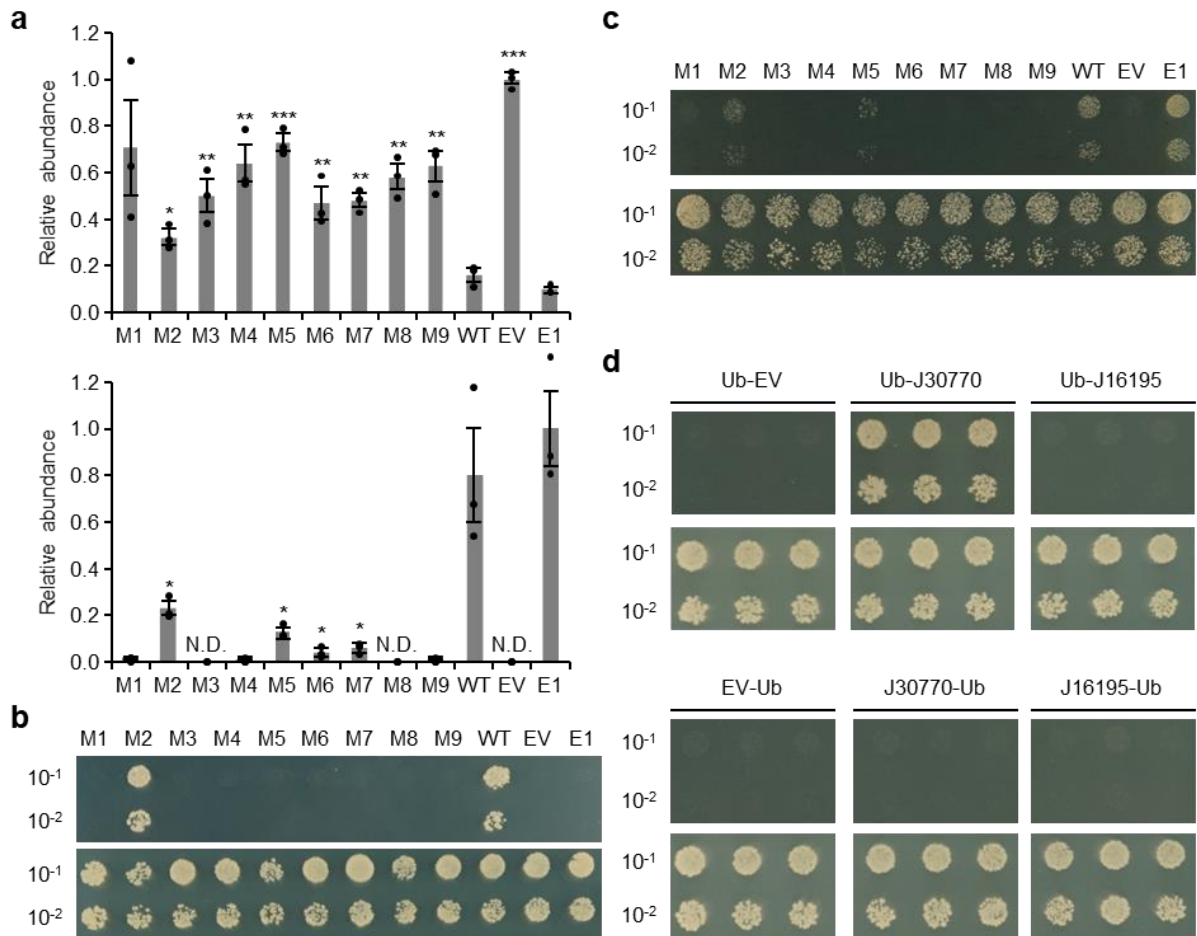 a
1.2
1.0
0.8
0.6
0.4
0.2
0.0
Relative abundance
* ** ** *** ** ** ** ** ***
M1 M2 M3 M4 M5 M6 M7 M8 M9 WT EV E1
1.2
1.0
0.8
0.6
0.4
0.2
0.0
Relative abundance
* N.D. * * * N.D. N.D.
M1 M2 M3 M4 M5 M6 M7 M8 M9 WT EV E1
b
M1 M2 M3 M4 M5 M6 M7 M8 M9 WT EV E1
10-1
10-2
10-1
10-2
c
M1 M2 M3 M4 M5 M6 M7 M8 M9 WT EV E1
10-1
10-2
10-1
10-2
d
Ub-EV Ub-J30770 Ub-J16195
10-1
10-2
10-1
10-2
EV-Ub J30770-Ub J16195-Ub
10-1
10-2
10-1
10-2